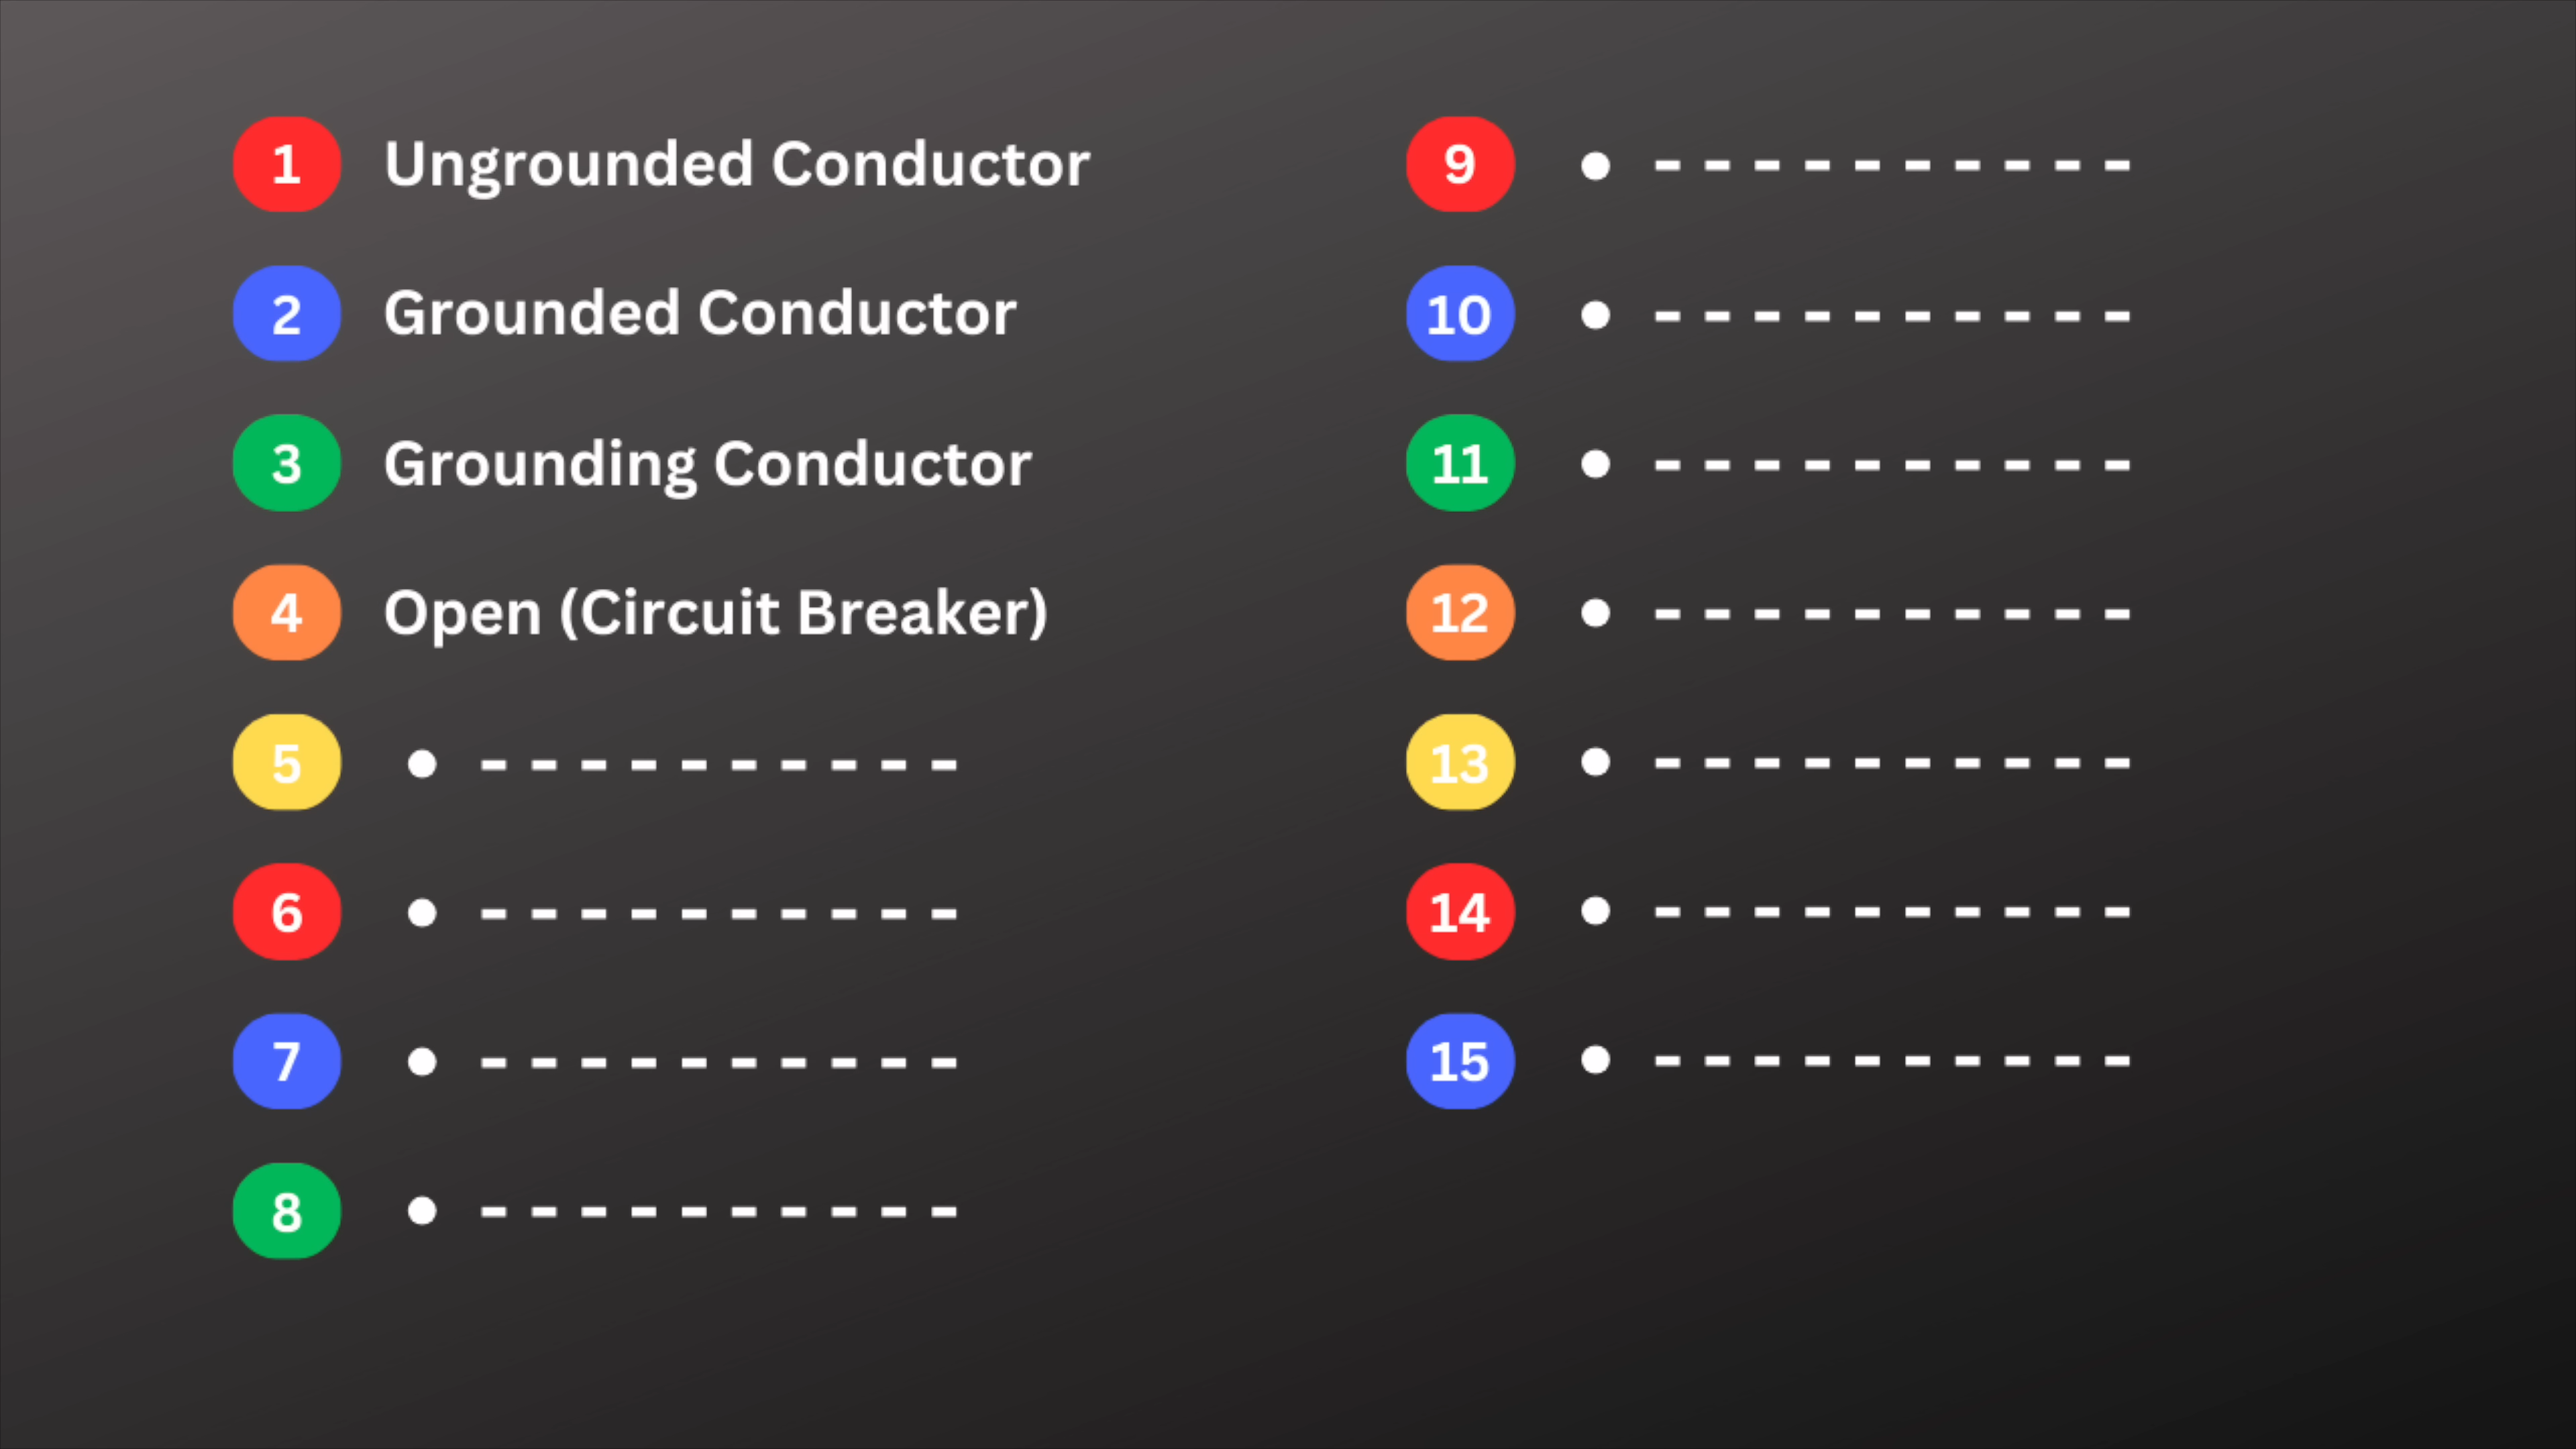 1 Ungrounded Conductor
2 Grounded Conductor
3 Grounding Conductor
4 Open (Circuit Breaker)
5 • - - - - - - - - - -
6 • - - - - - - - - - -
7 • - - - - - - - - - -
8 • - - - - - - - - - -
9 • - - - - - - - - - -
10 • - - - - - - - - - -
11 • - - - - - - - - - -
12 • - - - - - - - - - -
13 • - - - - - - - - - -
14 • - - - - - - - - - -
15 • - - - - - - - - - -